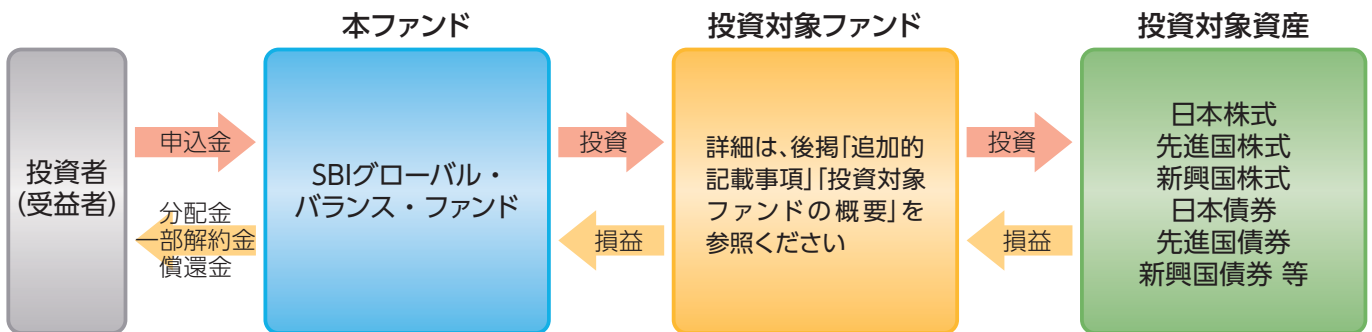 本ファンド
投資対象ファンド
投資対象資産
投資者
(受益者)
申込金
分配金
一部解約金
償還金
SBIグローバル・
バランス・ファンド
投資
損益
詳細は、後掲「追加的
記載事項」「投資対象
ファンドの概要」を
参照ください
投資
損益
日本株式
先進国株式
新興国株式
日本債券
先進国債券
新興国債券 等